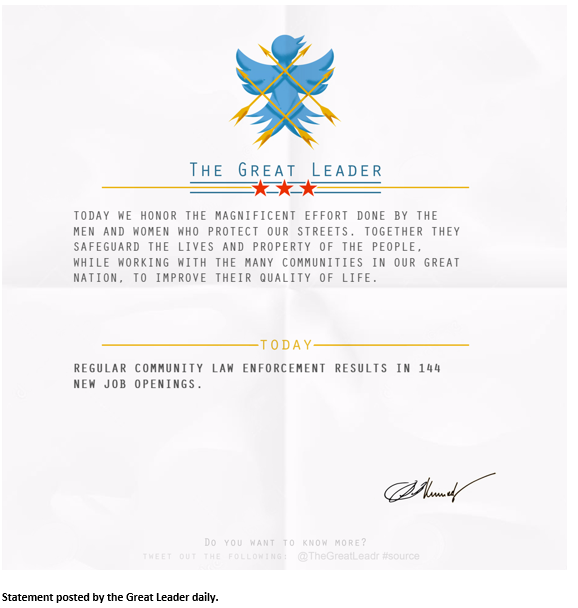 THE GREAT LEADER
TODAY WE HONOR THE MAGNIFICENT EFFORT DONE BY THE
MEN AND WOMEN WHO PROTECT OUR STREETS. TOGETHER THEY
SAFEGUARD THE LIVES AND PROPERTY OF THE PEOPLE,
WHILE WORKING WITH THE MANY COMMUNITIES IN OUR GREAT
NATION, TO IMPROVE THEIR QUALITY OF LIFE.
TODAY
REGULAR COMMUNITY LAW ENFORCEMENT RESULTS IN 144
NEW JOB OPENINGS.
DO YOU WANT TO KNOW MORE?
TWEET OUT THE FOLLOWING: @TheGreatLeadr #source
Statement posted by the Great Leader daily.